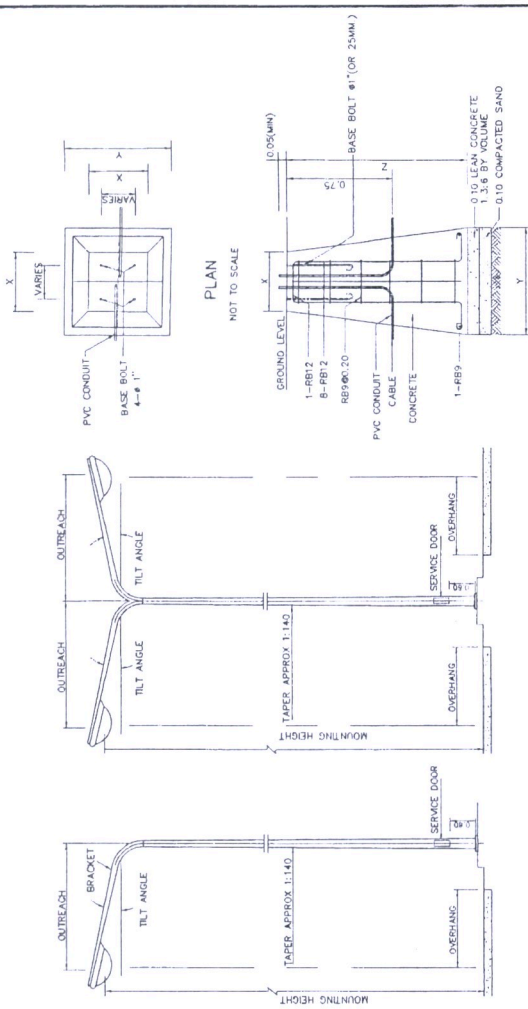 OUTREACH
BRACKET
TILT ANGLE
TAPER APPROX 1:140
MOUNTING HEIGHT
SERVICE DOOR
0.60
OVERHANG
OUTREACH
OUTREACH
TILT ANGLE
TILT ANGLE
TAPER APPROX 1:140
MOUNTING HEIGHT
SERVICE DOOR
0.60
OVERHANG
OVERHANG
X
VARIES
PVC CONDUIT
BASE BOLT
4-ø 1"
VARIES
X
Y
PLAN
NOT TO SCALE
GROUND LEVEL
X
0.05(MIN)
1-RB12
8-RB12
RB9@0.20
PVC CONDUIT
CABLE
CONCRETE
1-RB9
0.75
Z
BASE BOLT ø1"(OR 25MM.)
0.10 LEAN CONCRETE
1:3:6 BY VOLUME
0.10 COMPACTED SAND
Y